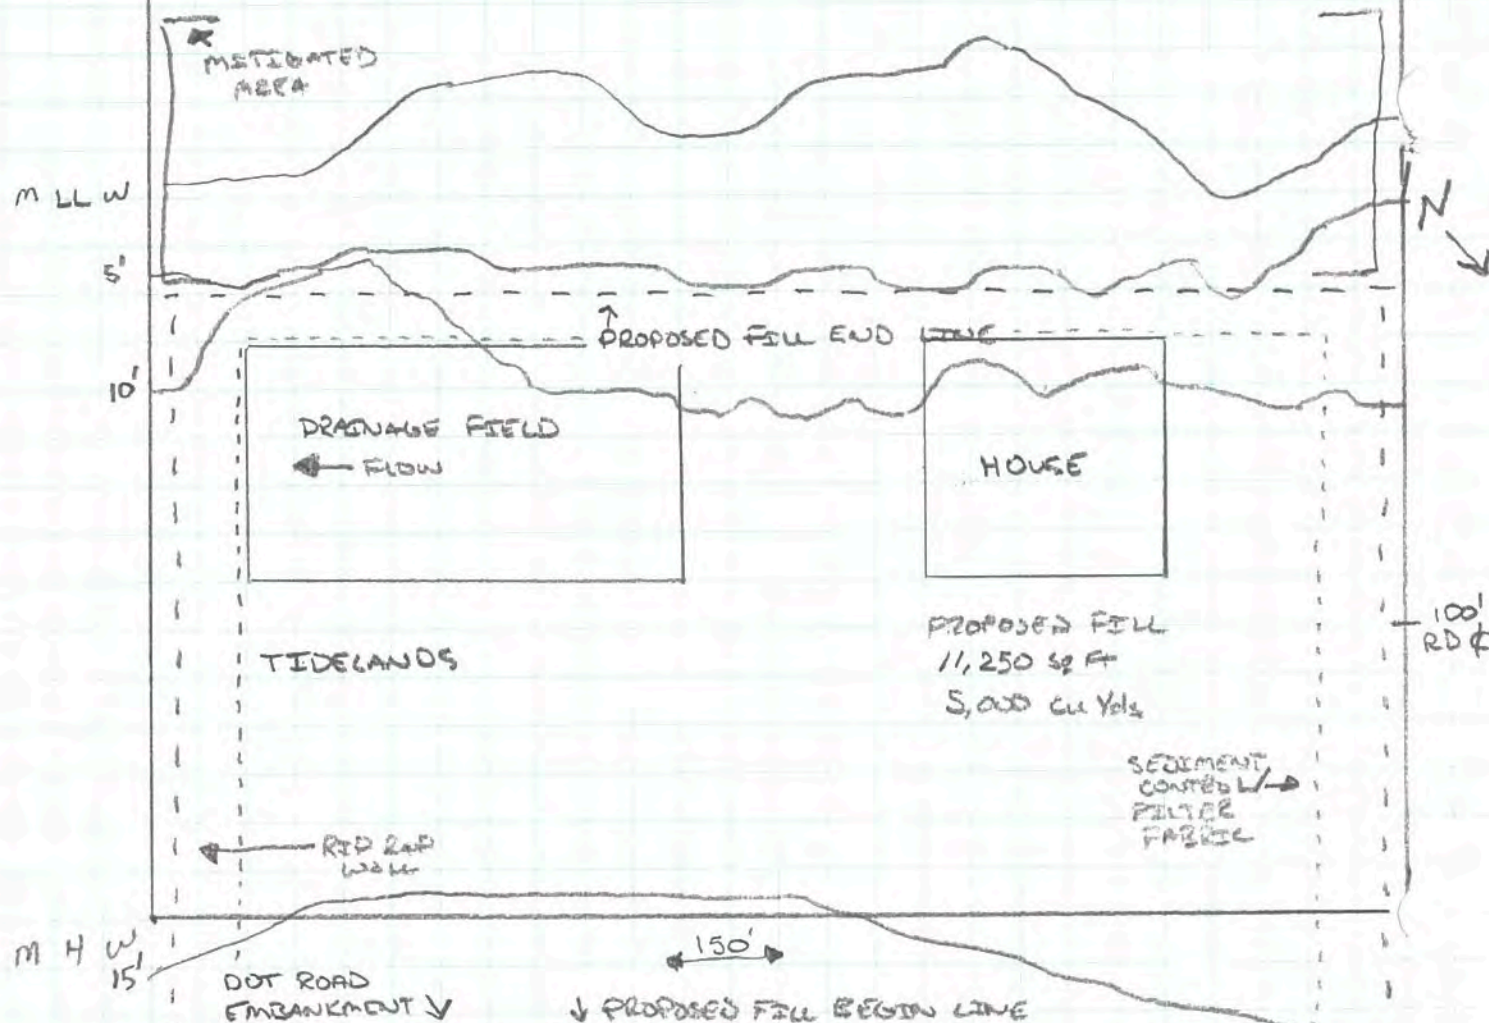 MITIGATED
AREA
M LL W
N
5'
PROPOSED FILL END LINE
10'
DRAINAGE FIELD
FLOW
HOUSE
100'
RD ℄
PROPOSED FILL
11,250 sq Ft
5,000 cu Yds
TIDELANDS
SEDIMENT
CONTROL
FILTER
FABRIC
RIP RAP
WALL
M H W
15'
150'
DOT ROAD
EMBANKMENT
PROPOSED FILL BEGIN LINE